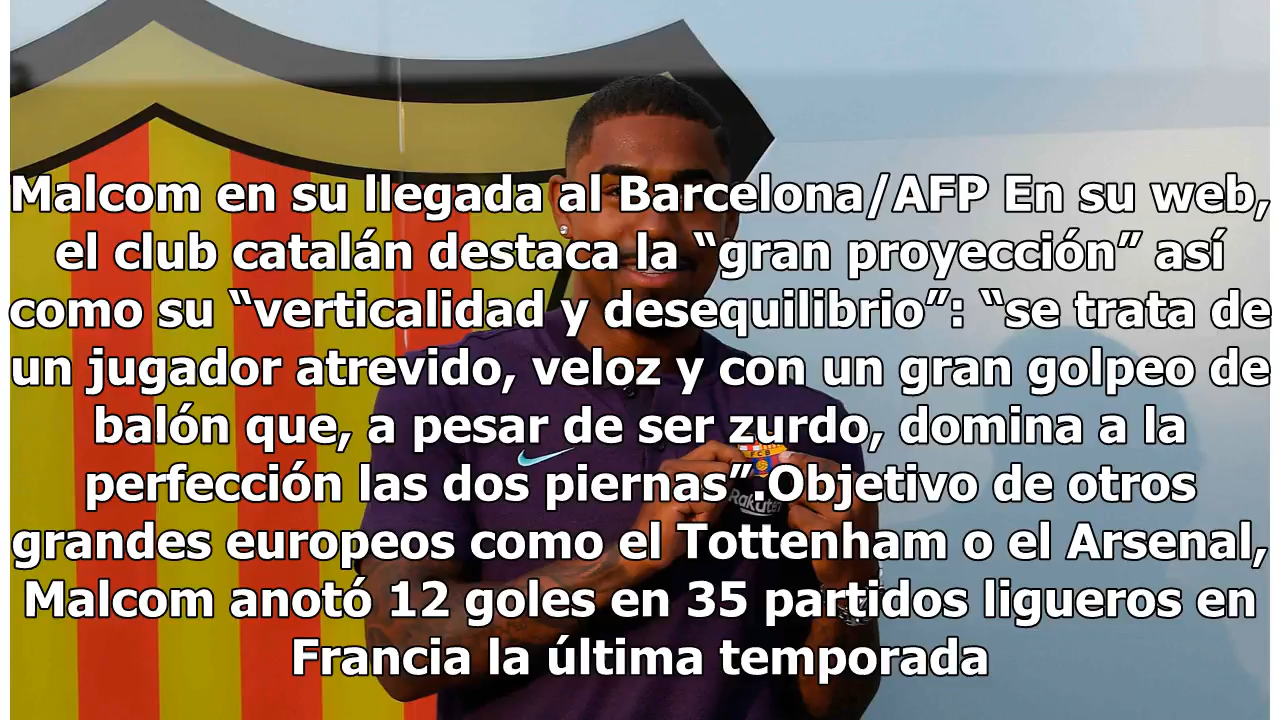 Malcom en su llegada al Barcelona/AFP En su web,
el club catalán destaca la “gran proyección” así
como su “verticalidad y desequilibrio”: “se trata de
un jugador atrevido, veloz y con un gran golpeo de
balón que, a pesar de ser zurdo, domina a la
perfección las dos piernas”.Objetivo de otros
grandes europeos como el Tottenham o el Arsenal,
Malcom anotó 12 goles en 35 partidos ligueros en
Francia la última temporada
FCB
Rakuten